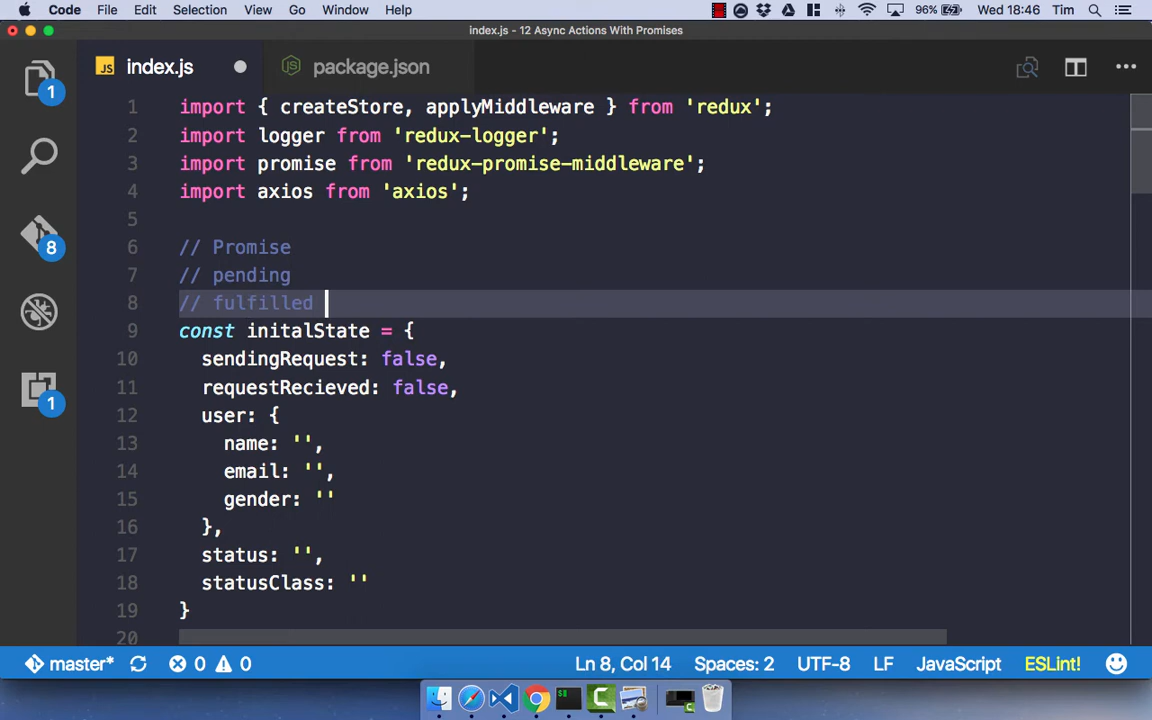 Code File Edit Selection View Go Window Help 96% Wed 18:46 Tim
index.js - 12 Async Actions With Promises
JS index.js package.json
1 import { createStore, applyMiddleware } from 'redux';
2 import logger from 'redux-logger';
3 import promise from 'redux-promise-middleware';
4 import axios from 'axios';
5
6 // Promise
7 // pending
8 // fulfilled
9 const initalState = {
10 sendingRequest: false,
11 requestRecieved: false,
12 user: {
13 name: '',
14 email: '',
15 gender: ''
16 },
17 status: '',
18 statusClass: ''
19 }
20
1
8
1
master* 0 0 Ln 8, Col 14 Spaces: 2 UTF-8 LF JavaScript ESLint!